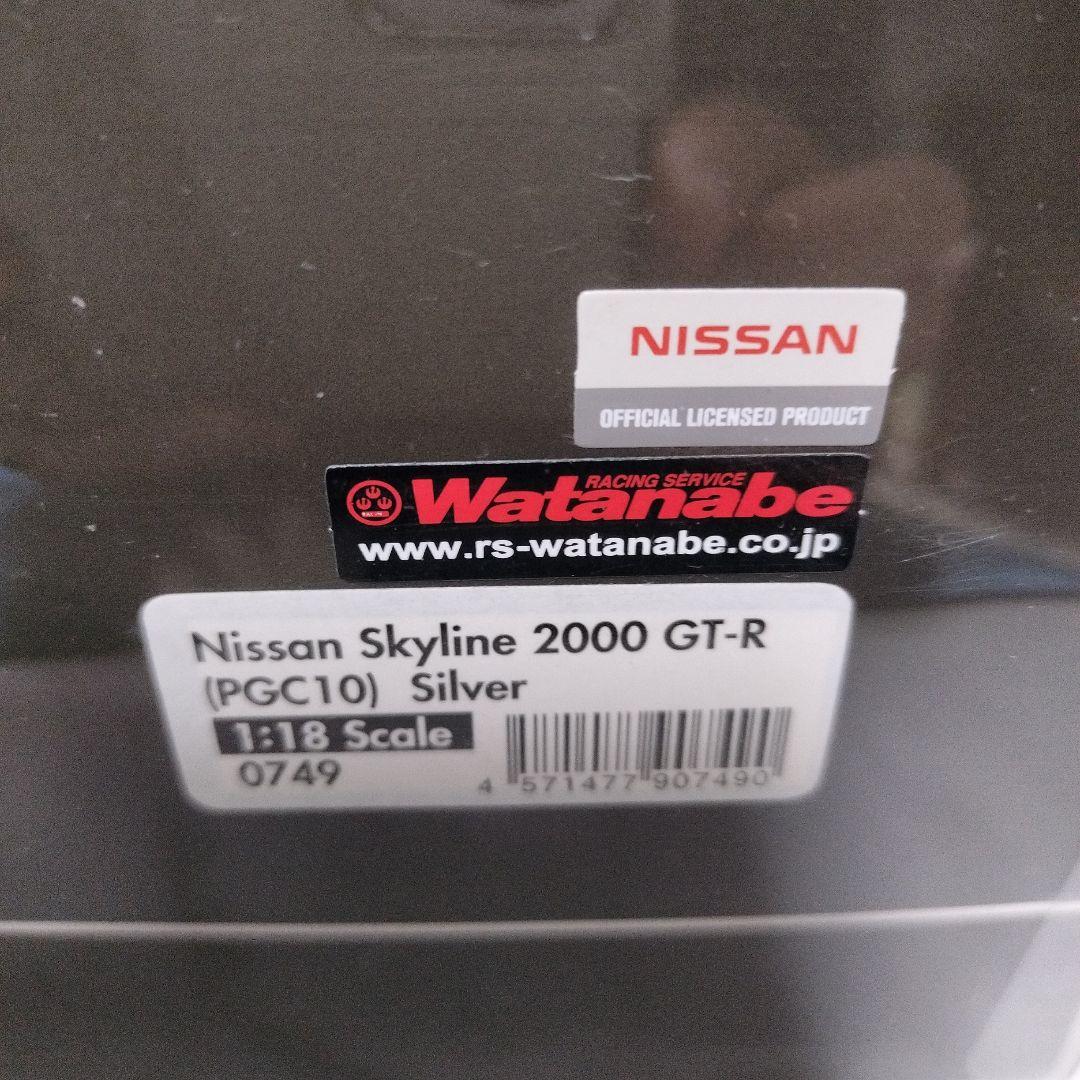 NISSAN
OFFICIAL LICENSED PRODUCT
RACING SERVICE
Watanabe
www.rs-watanabe.co.jp
Nissan Skyline 2000 GT-R
(PGC10) Silver
1:18 Scale
0749
4 571477 907490